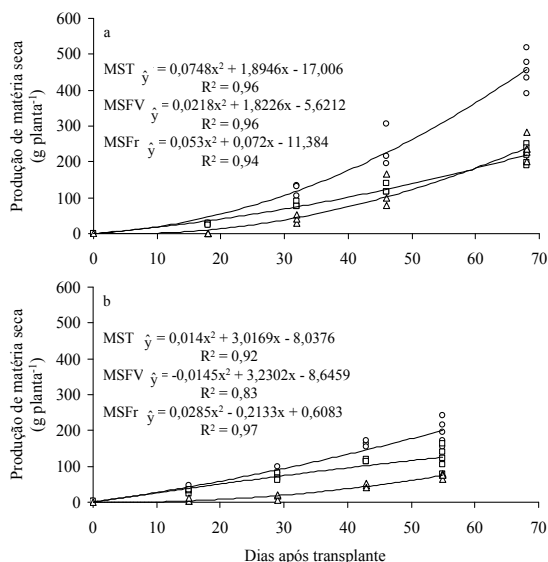 600
500
400
300
200
100
0
Produção de matéria seca
(g planta⁻¹)
a
MST ŷ = 0,0748x² + 1,8946x - 17,006
R² = 0,96
MSFV ŷ = 0,0218x² + 1,8226x - 5,6212
R² = 0,96
MSFr ŷ = 0,053x² + 0,072x - 11,384
R² = 0,94
0 10 20 30 40 50 60 70
600
500
400
300
200
100
0
Produção de matéria seca
(g planta⁻¹)
b
MST ŷ = 0,014x² + 3,0169x - 8,0376
R² = 0,92
MSFV ŷ = -0,0145x² + 3,2302x - 8,6459
R² = 0,83
MSFr ŷ = 0,0285x² - 0,2133x + 0,6083
R² = 0,97
0 10 20 30 40 50 60 70
Dias após transplante